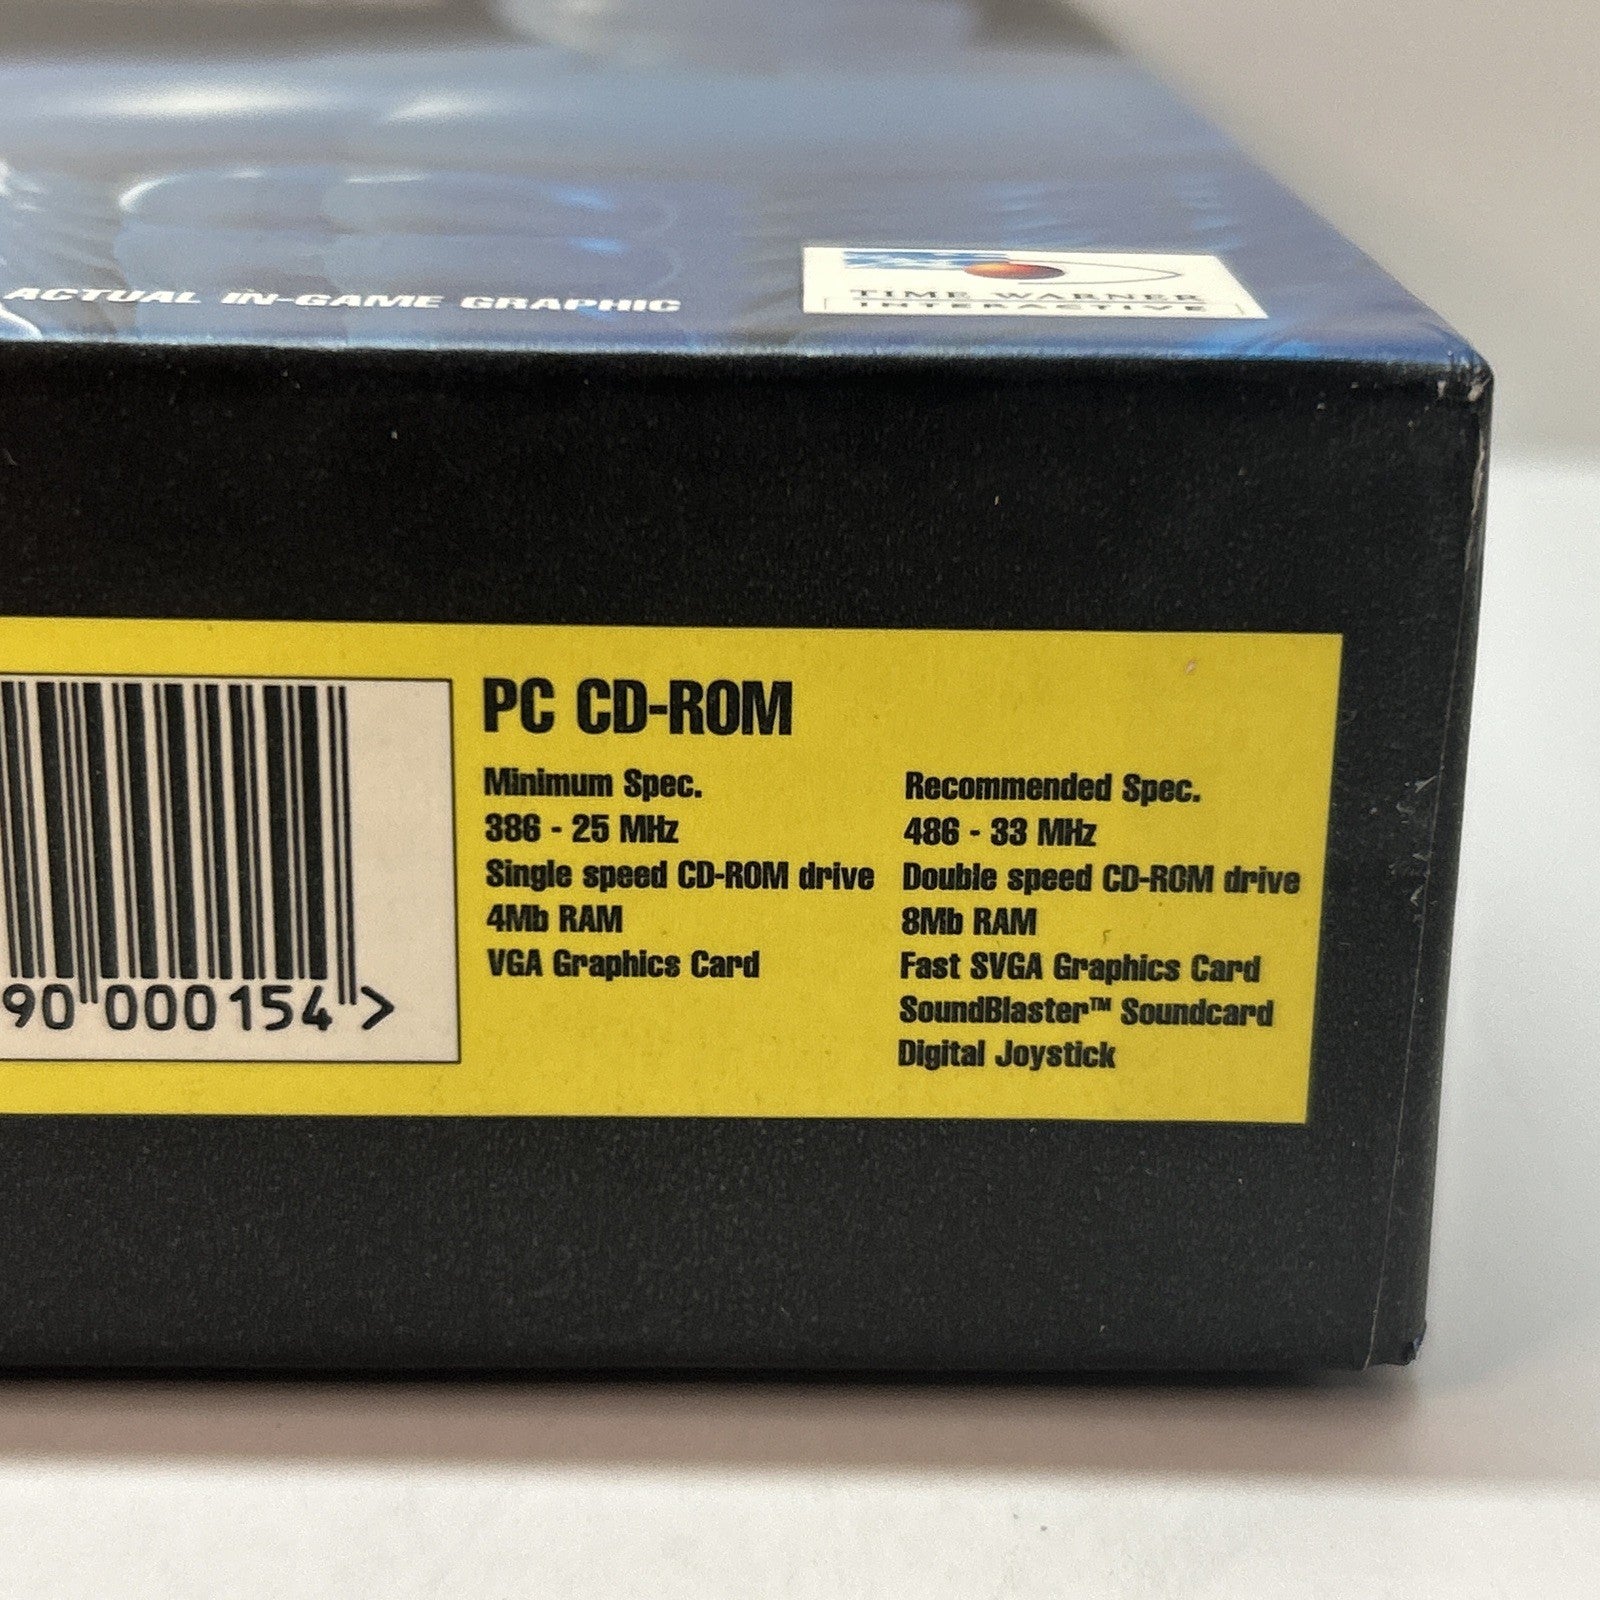 ACTUAL IN-GAME GRAPHIC
TIME WARNER
INTERACTIVE
PC CD-ROM
Minimum Spec.
386 - 25 MHz
Single speed CD-ROM drive
4Mb RAM
VGA Graphics Card
Recommended Spec.
486 - 33 MHz
Double speed CD-ROM drive
8Mb RAM
Fast SVGA Graphics Card
SoundBlaster™ Soundcard
Digital Joystick
90 000154 >